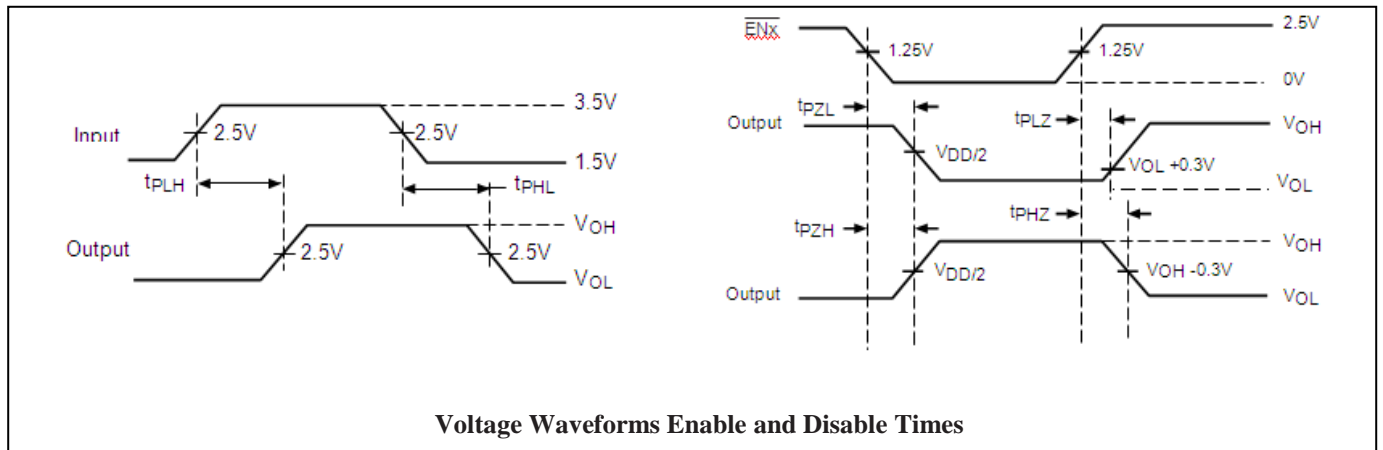 Input
2.5V
2.5V
3.5V
1.5V
tPLH
tPHL
Output
2.5V
2.5V
VOH
VOL
ENx
1.25V
1.25V
2.5V
0V
tPZL
tPLZ
Output
VDD/2
VOL +0.3V
VOH
VOL
tPZH
tPHZ
Output
VDD/2
VOH -0.3V
VOH
VOL
Voltage Waveforms Enable and Disable Times